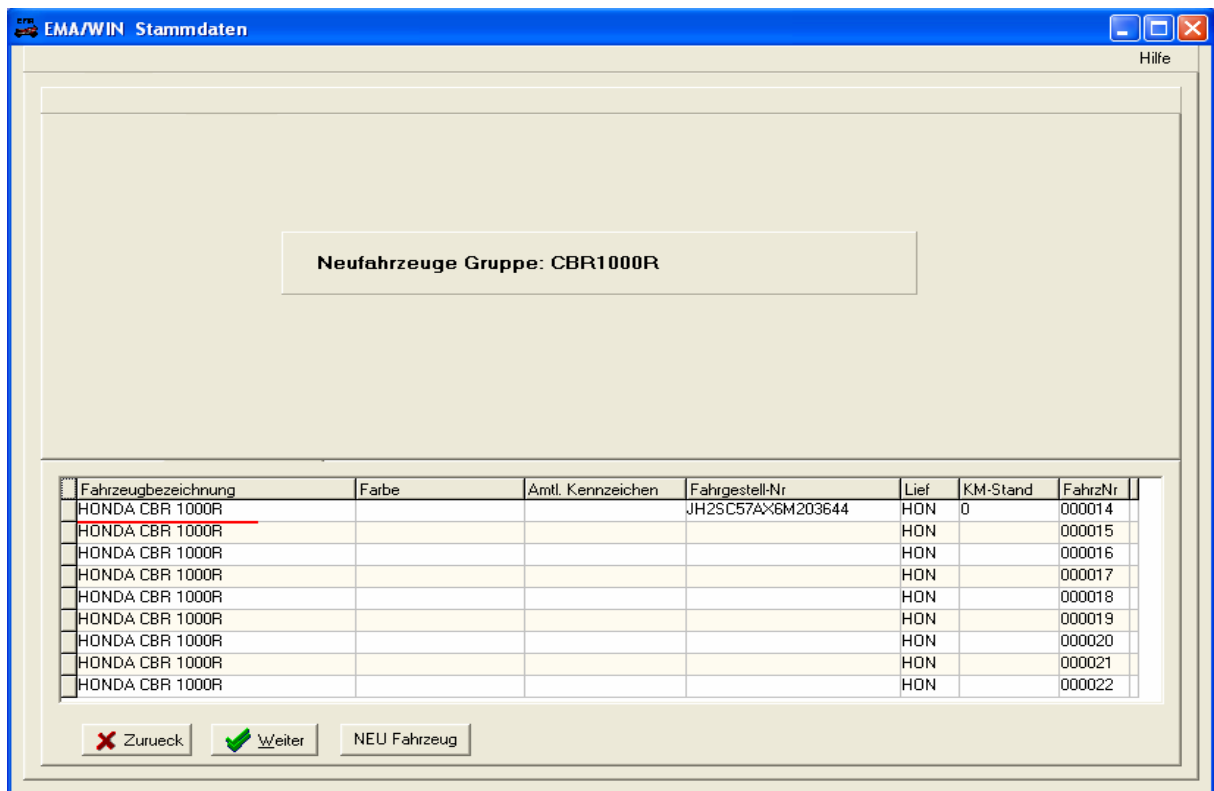 EMA/WIN Stammdaten
Hilfe
Neufahrzeuge Gruppe: CBR1000R
Fahrzeugbezeichnung Farbe Amtl. Kennzeichen Fahrgestell-Nr Lief KM-Stand FahrzNr
HONDA CBR 1000R JH2SC57AX6M203644 HON 0 000014
HONDA CBR 1000R HON 000015
HONDA CBR 1000R HON 000016
HONDA CBR 1000R HON 000017
HONDA CBR 1000R HON 000018
HONDA CBR 1000R HON 000019
HONDA CBR 1000R HON 000020
HONDA CBR 1000R HON 000021
HONDA CBR 1000R HON 000022
Zurueck Weiter NEU Fahrzeug